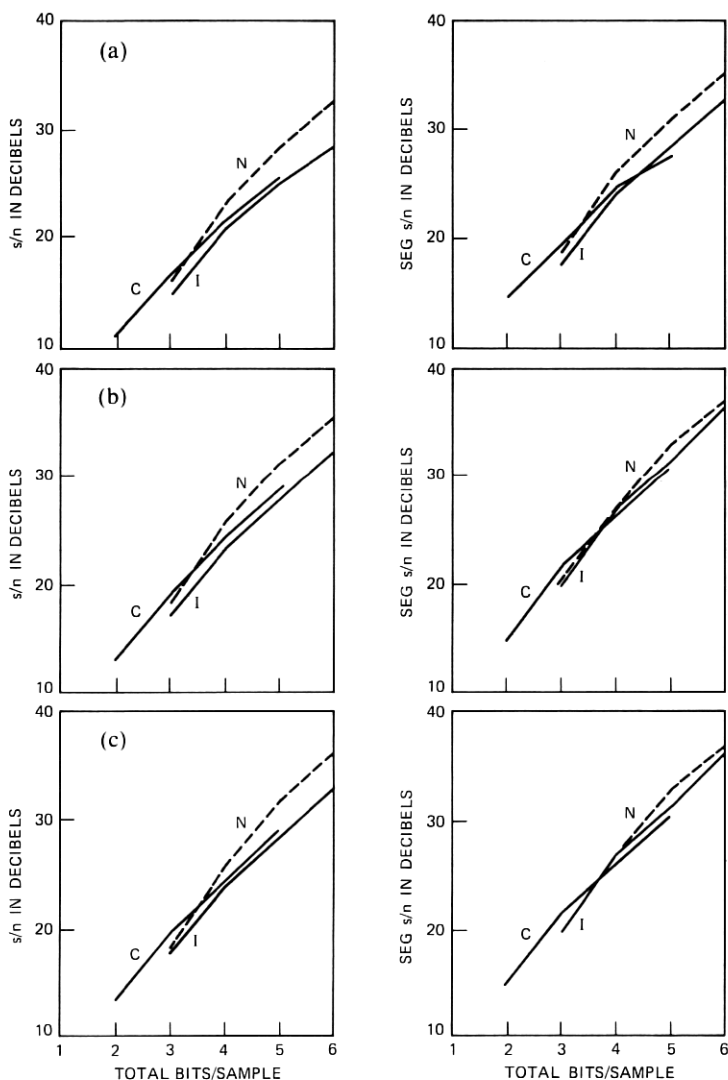 (a)
40
30
20
10
s/n IN DECIBELS
N
C
I
40
30
20
10
SEG s/n IN DECIBELS
N
C
I
(b)
40
30
20
10
s/n IN DECIBELS
N
C
I
40
30
20
10
SEG s/n IN DECIBELS
N
C
I
(c)
40
30
20
10
s/n IN DECIBELS
N
C
I
1 2 3 4 5 6
TOTAL BITS/SAMPLE
40
30
20
10
SEG s/n IN DECIBELS
N
C
I
1 2 3 4 5 6
TOTAL BITS/SAMPLE